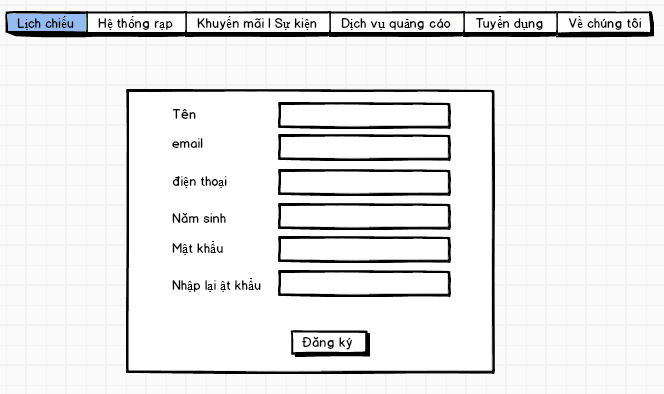 Lịch chiếu Hệ thống rạp Khuyến mãi I Sự kiện Dịch vụ quảng cáo Tuyển dụng Về chúng tôi
Tên
email
điện thoại
Năm sinh
Mật khẩu
Nhập lại ật khẩu
Đăng ký